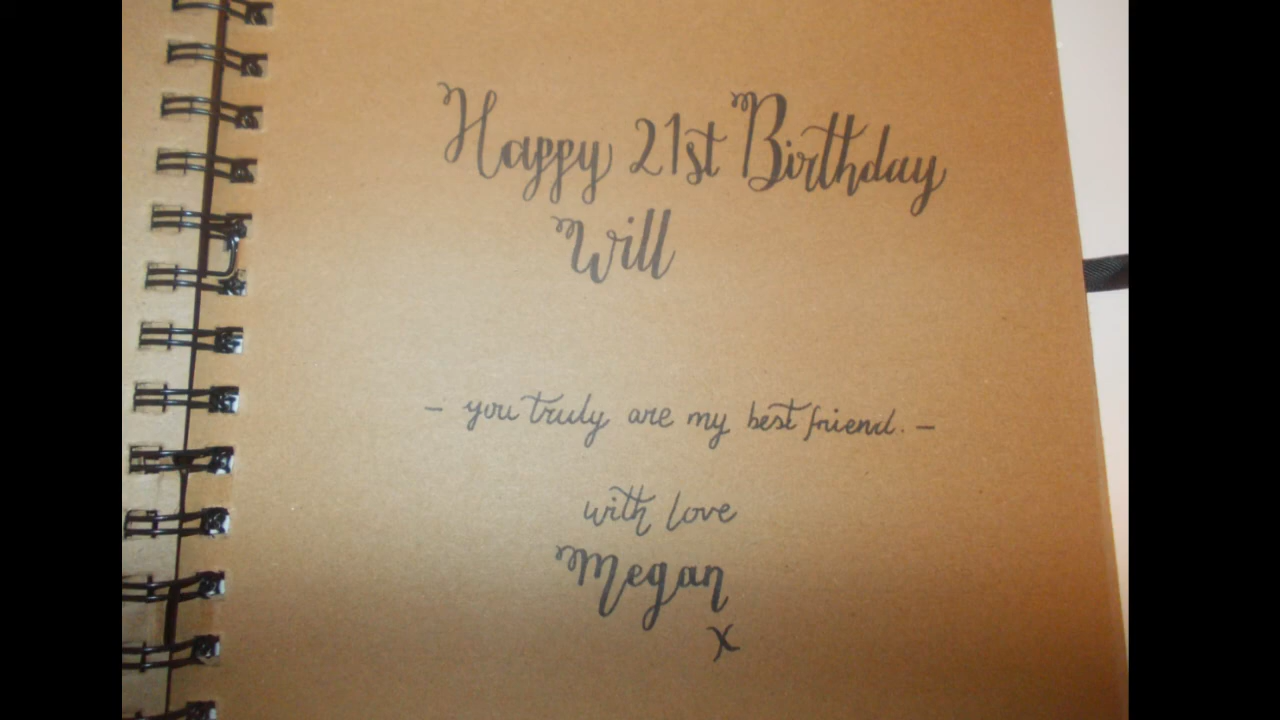 Happy 21st Birthday
Will
- you truly are my best friend. -
with love
Megan
x